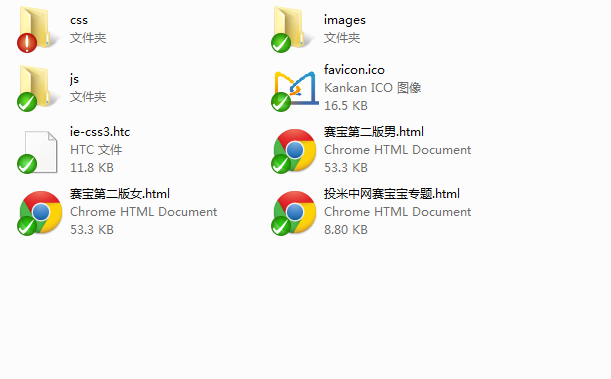 css
文件夹
images
文件夹
js
文件夹
favicon.ico
Kankan ICO 图像
16.5 KB
ie-css3.htc
HTC 文件
11.8 KB
赛宝第二版男.html
Chrome HTML Document
53.3 KB
赛宝第二版女.html
Chrome HTML Document
53.3 KB
投米中网赛宝宝专题.html
Chrome HTML Document
8.80 KB